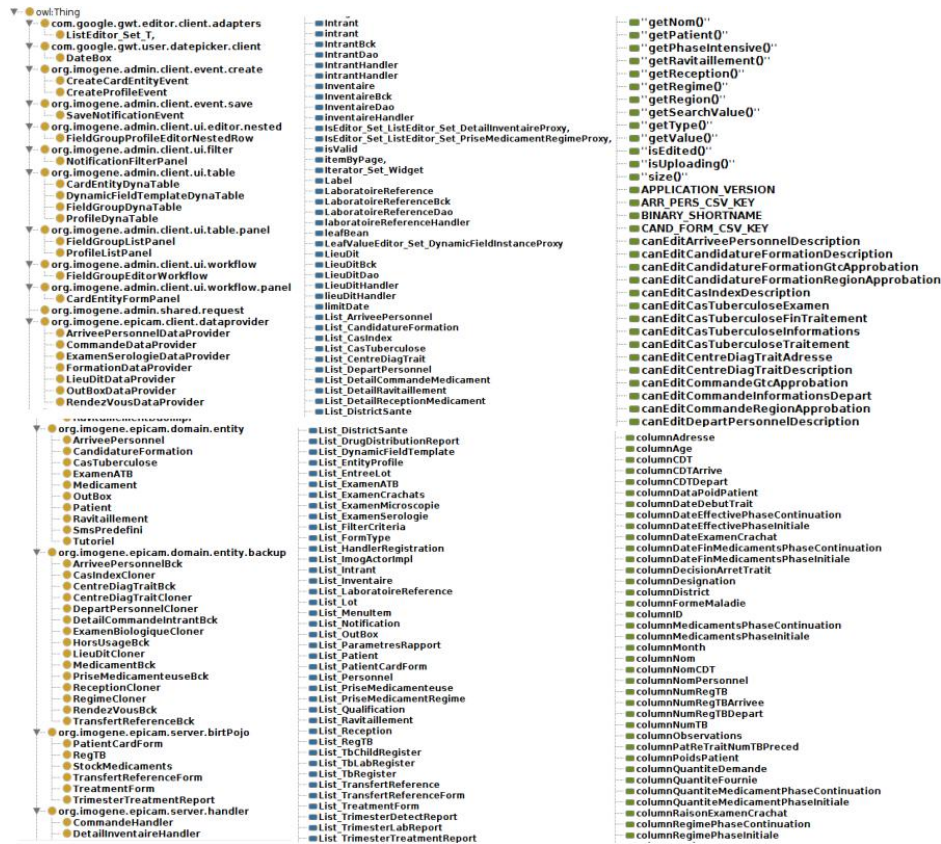 owl:Thing
com.google.gwt.editor.client.adapters
ListEditor_Set_T,
com.google.gwt.user.datepicker.client
DateBox
org.imogene.admin.client.event.create
CreateCardEntityEvent
CreateProfileEvent
org.imogene.admin.client.event.save
SaveNotificationEvent
org.imogene.admin.client.ui.editor.nested
FieldGroupProfileEditorNestedRow
org.imogene.admin.client.ui.filter
NotificationFilterPanel
org.imogene.admin.client.ui.table
CardEntityDynaTable
DynamicFieldTemplateDynaTable
FieldGroupDynaTable
ProfileDynaTable
org.imogene.admin.client.ui.table.panel
FieldGroupListPanel
ProfileListPanel
org.imogene.admin.client.ui.workflow
FieldGroupEditorWorkflow
org.imogene.admin.client.ui.workflow.panel
CardEntityFormPanel
org.imogene.admin.shared.request
org.imogene.epicam.client.dataprovider
ArriveePersonnelDataProvider
CommandeDataProvider
ExamenSerologieDataProvider
FormationDataProvider
LieuDitDataProvider
OutBoxDataProvider
RendezVousDataProvider
org.imogene.epicam.domain.entity
ArriveePersonnel
CandidatureFormation
CasTuberculose
ExamenATB
Medicament
OutBox
Patient
Ravitaillement
SmsPredefini
Tutoriel
org.imogene.epicam.domain.entity.backup
ArriveePersonnelBck
CasIndexCloner
CentreDiagTraitBck
CentreDiagTraitCloner
DepartPersonnelCloner
DetailCommandeIntrantBck
ExamenBiologiqueCloner
HorsUsageBck
LieuDitCloner
MedicamentBck
PriseMedicamenteuseBck
ReceptionCloner
RegimeCloner
RendezVousBck
TransfertReferenceBck
org.imogene.epicam.server.birtPojo
PatientCardForm
RegTB
StockMedicaments
TransfertReferenceForm
TreatmentForm
TrimesterTreatmentReport
org.imogene.epicam.server.handler
CommandeHandler
DetailInventaireHandler
Intrant
intrant
IntrantBck
IntrantDao
IntrantHandler
intrantHandler
Inventaire
InventaireBck
InventaireDao
inventaireHandler
IsEditor_Set_ListEditor_Set_DetailInventaireProxy,
IsEditor_Set_ListEditor_Set_PriseMedicamentRegimeProxy,
isValid
itemByPage,
Iterator_Set_Widget
Label
LaboratoireReference
LaboratoireReferenceBck
LaboratoireReferenceDao
laboratoireReferenceHandler
leafBean
LeafValueEditor_Set_DynamicFieldInstanceProxy
LieuDit
LieuDitBck
LieuDitDao
LieuDitHandler
lieuDitHandler
limitDate
List_ArriveePersonnel
List_CandidatureFormation
List_CasIndex
List_CasTuberculose
List_CentreDiagTrait
List_DepartPersonnel
List_DetailCommandeMedicament
List_DetailRavitaillement
List_DetailReceptionMedicament
List_DistrictSante
List_DistrictSante
List_DrugDistributionReport
List_DynamicFieldTemplate
List_EntityProfile
List_EntreeLot
List_ExamenATB
List_ExamenCrachats
List_ExamenMicroscopie
List_ExamenSerologie
List_FilterCriteria
List_FormType
List_HandlerRegistration
List_ImogActorImpl
List_Intrant
List_Inventaire
List_LaboratoireReference
List_Lot
List_MenuItem
List_Notification
List_OutBox
List_ParametresRapport
List_Patient
List_PatientCardForm
List_Personnel
List_PriseMedicamenteuse
List_PriseMedicamentRegime
List_Qualification
List_Ravitaillement
List_Reception
List_RegTB
List_TbChildRegister
List_TbLabRegister
List_TbRegister
List_TransfertReference
List_TransfertReferenceForm
List_TreatmentForm
List_TrimesterDetectReport
List_TrimesterLabReport
List_TrimesterTreatmentReport
"getNom()"
"getPatient()"
"getPhaseIntensive()"
"getRavitaillement()"
"getReception()"
"getRegime()"
"getRegion()"
"getSearchValue()"
"getType()"
"getValue()"
"isEdited()"
"isUploading()"
"size()"
APPLICATION_VERSION
ARR_PERS_CSV_KEY
BINARY_SHORTNAME
CAND_FORM_CSV_KEY
canEditArriveePersonnelDescription
canEditCandidatureFormationDescription
canEditCandidatureFormationGtcApprobation
canEditCandidatureFormationRegionApprobation
canEditCasIndexDescription
canEditCasTuberculoseExamen
canEditCasTuberculoseFinTraitement
canEditCasTuberculoseInformations
canEditCasTuberculoseTraitement
canEditCentreDiagTraitAdresse
canEditCentreDiagTraitDescription
canEditCommandeGtcApprobation
canEditCommandeInformationsDepart
canEditCommandeRegionApprobation
canEditDepartPersonnelDescription
columnAdresse
columnAge
columnCDT
columnCDTArrive
columnCDTDepart
columnDataPoidPatient
columnDateDebutTrait
columnDateEffectivePhaseContinuation
columnDateEffectivePhaseInitiale
columnDateExamenCrachat
columnDateFinMedicamentsPhaseContinuation
columnDateFinMedicamentsPhaseInitiale
columnDecisionArretTratit
columnDesignation
columnDistrict
columnFormeMaladie
columnID
columnMedicamentsPhaseContinuation
columnMedicamentsPhaseInitiale
columnMonth
columnNom
columnNomCDT
columnNomPersonnel
columnNumRegTB
columnNumRegTBArrivee
columnNumRegTBDepart
columnNumTB
columnObservations
columnPatReTraitNumTBPreced
columnPoidsPatient
columnQuantiteDemande
columnQuantiteFournie
columnQuantiteMedicamentPhaseContinuation
columnQuantiteMedicamentPhaseInitiale
columnRaisonExamenCrachat
columnRegimePhaseContinuation
columnRegimePhaseInitiale